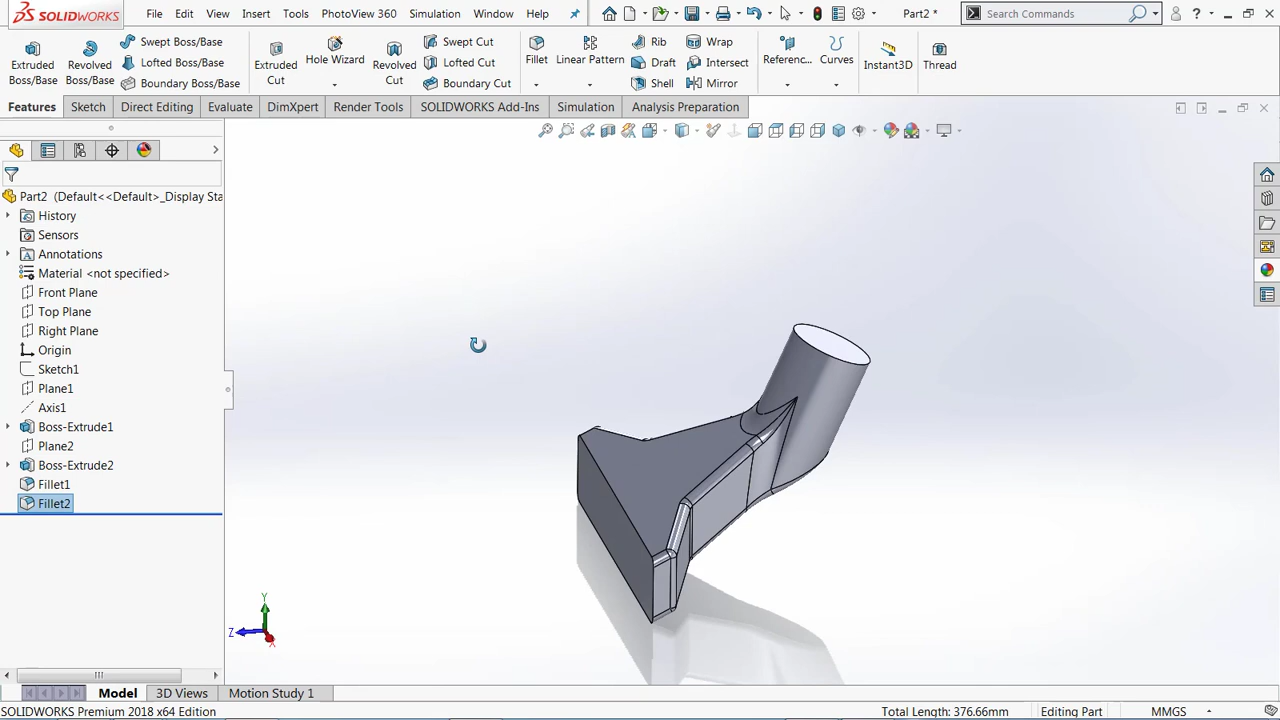 SOLIDWORKS File Edit View Insert Tools PhotoView 360 Simulation Window Help Part2 * Search Commands ?
Extruded Boss/Base
Revolved Boss/Base
Swept Boss/Base
Lofted Boss/Base
Boundary Boss/Base
Extruded Cut
Hole Wizard
Revolved Cut
Swept Cut
Lofted Cut
Boundary Cut
Fillet
Linear Pattern
Rib
Draft
Shell
Wrap
Intersect
Mirror
Referenc...
Curves
Instant3D
Thread
Features Sketch Direct Editing Evaluate DimXpert Render Tools SOLIDWORKS Add-Ins Simulation Analysis Preparation
Part2 (Default<<Default>_Display Sta
History
Sensors
Annotations
Material <not specified>
Front Plane
Top Plane
Right Plane
Origin
Sketch1
Plane1
Axis1
Boss-Extrude1
Plane2
Boss-Extrude2
Fillet1
Fillet2
Y
Z
X
Model 3D Views Motion Study 1
SOLIDWORKS Premium 2018 x64 Edition Total Length: 376.66mm Editing Part MMGS